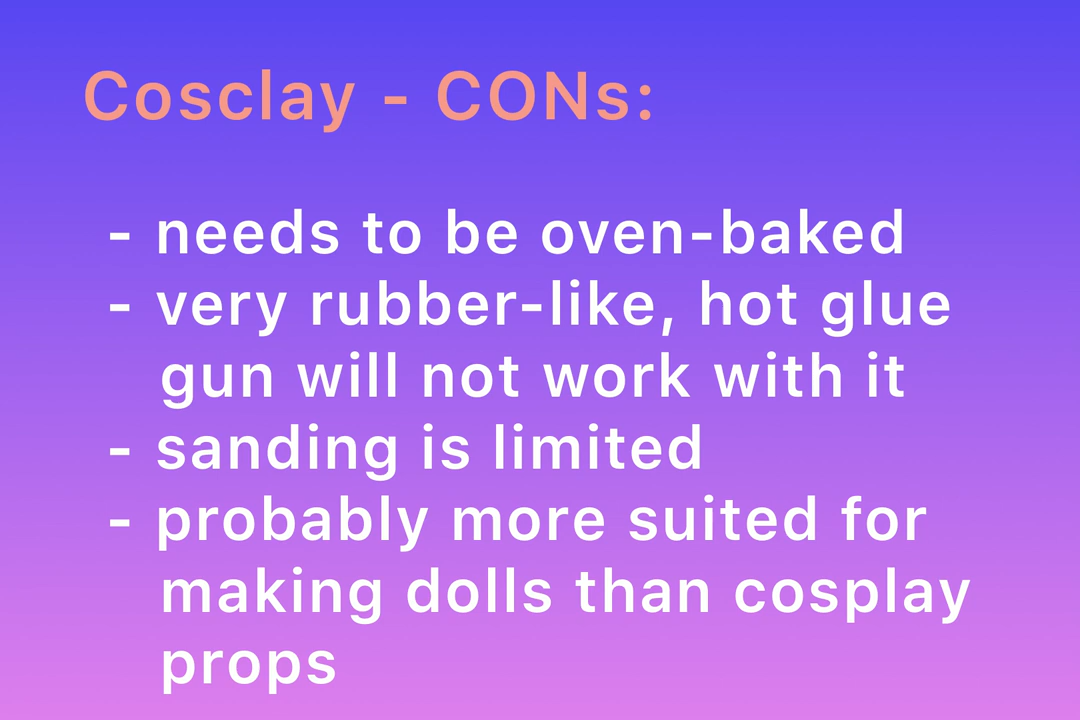 Cosclay - CONs:
- needs to be oven-baked
- very rubber-like, hot glue
gun will not work with it
- sanding is limited
- probably more suited for
making dolls than cosplay
props